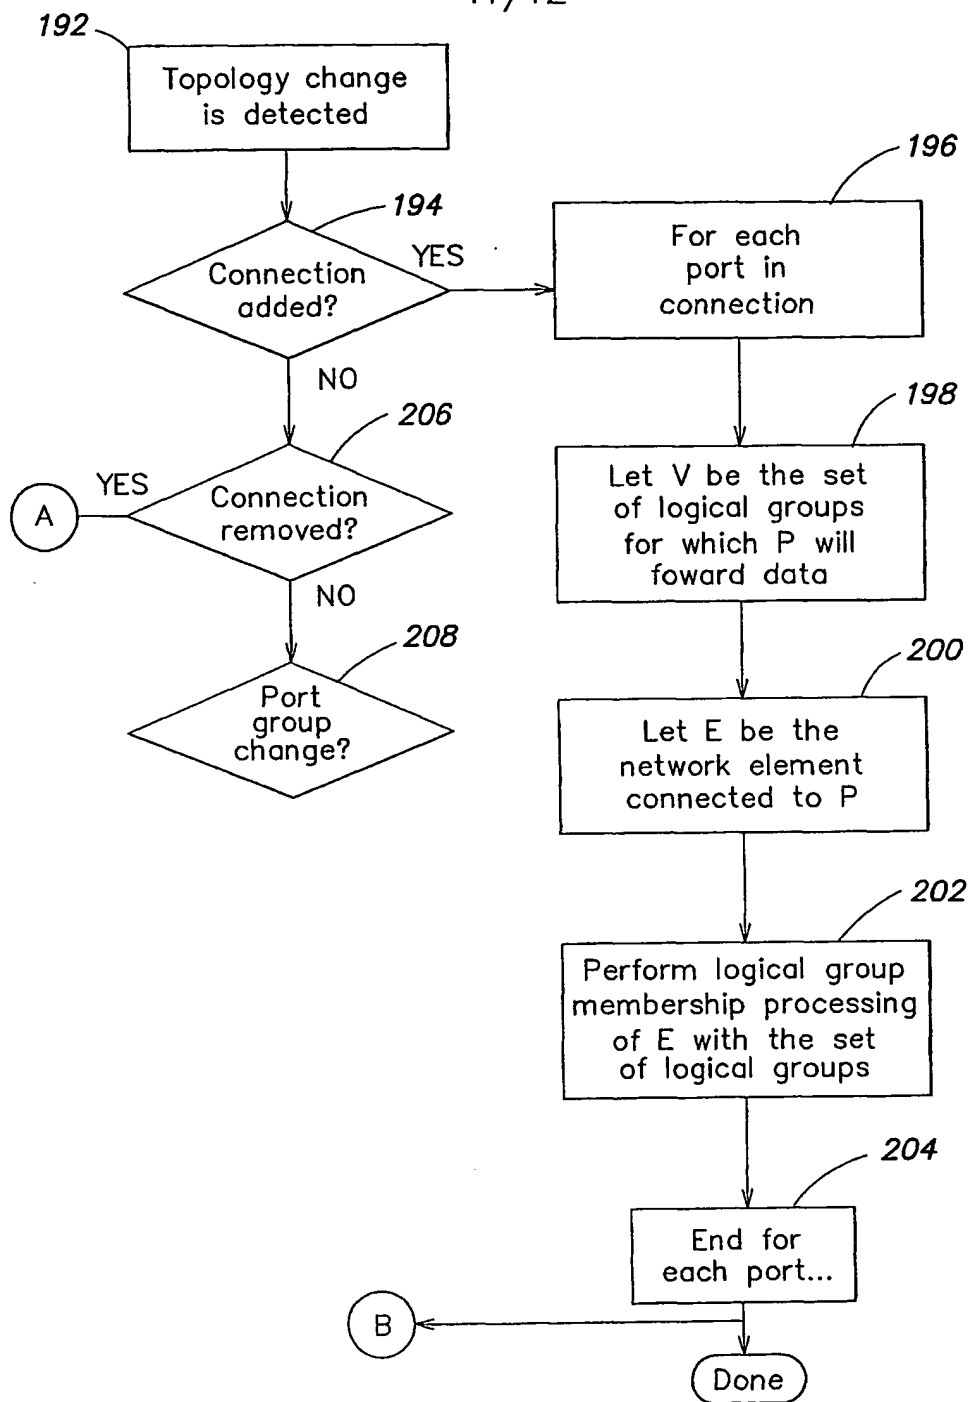 192
Topology change
is detected
194
Connection
added?
YES
NO
196
For each
port in
connection
198
Let V be the set
of logical groups
for which P will
foward data
200
Let E be the
network element
connected to P
202
Perform logical group
membership processing
of E with the set
of logical groups
204
End for
each port...
B
Done
206
Connection
removed?
YES
A
NO
208
Port
group
change?